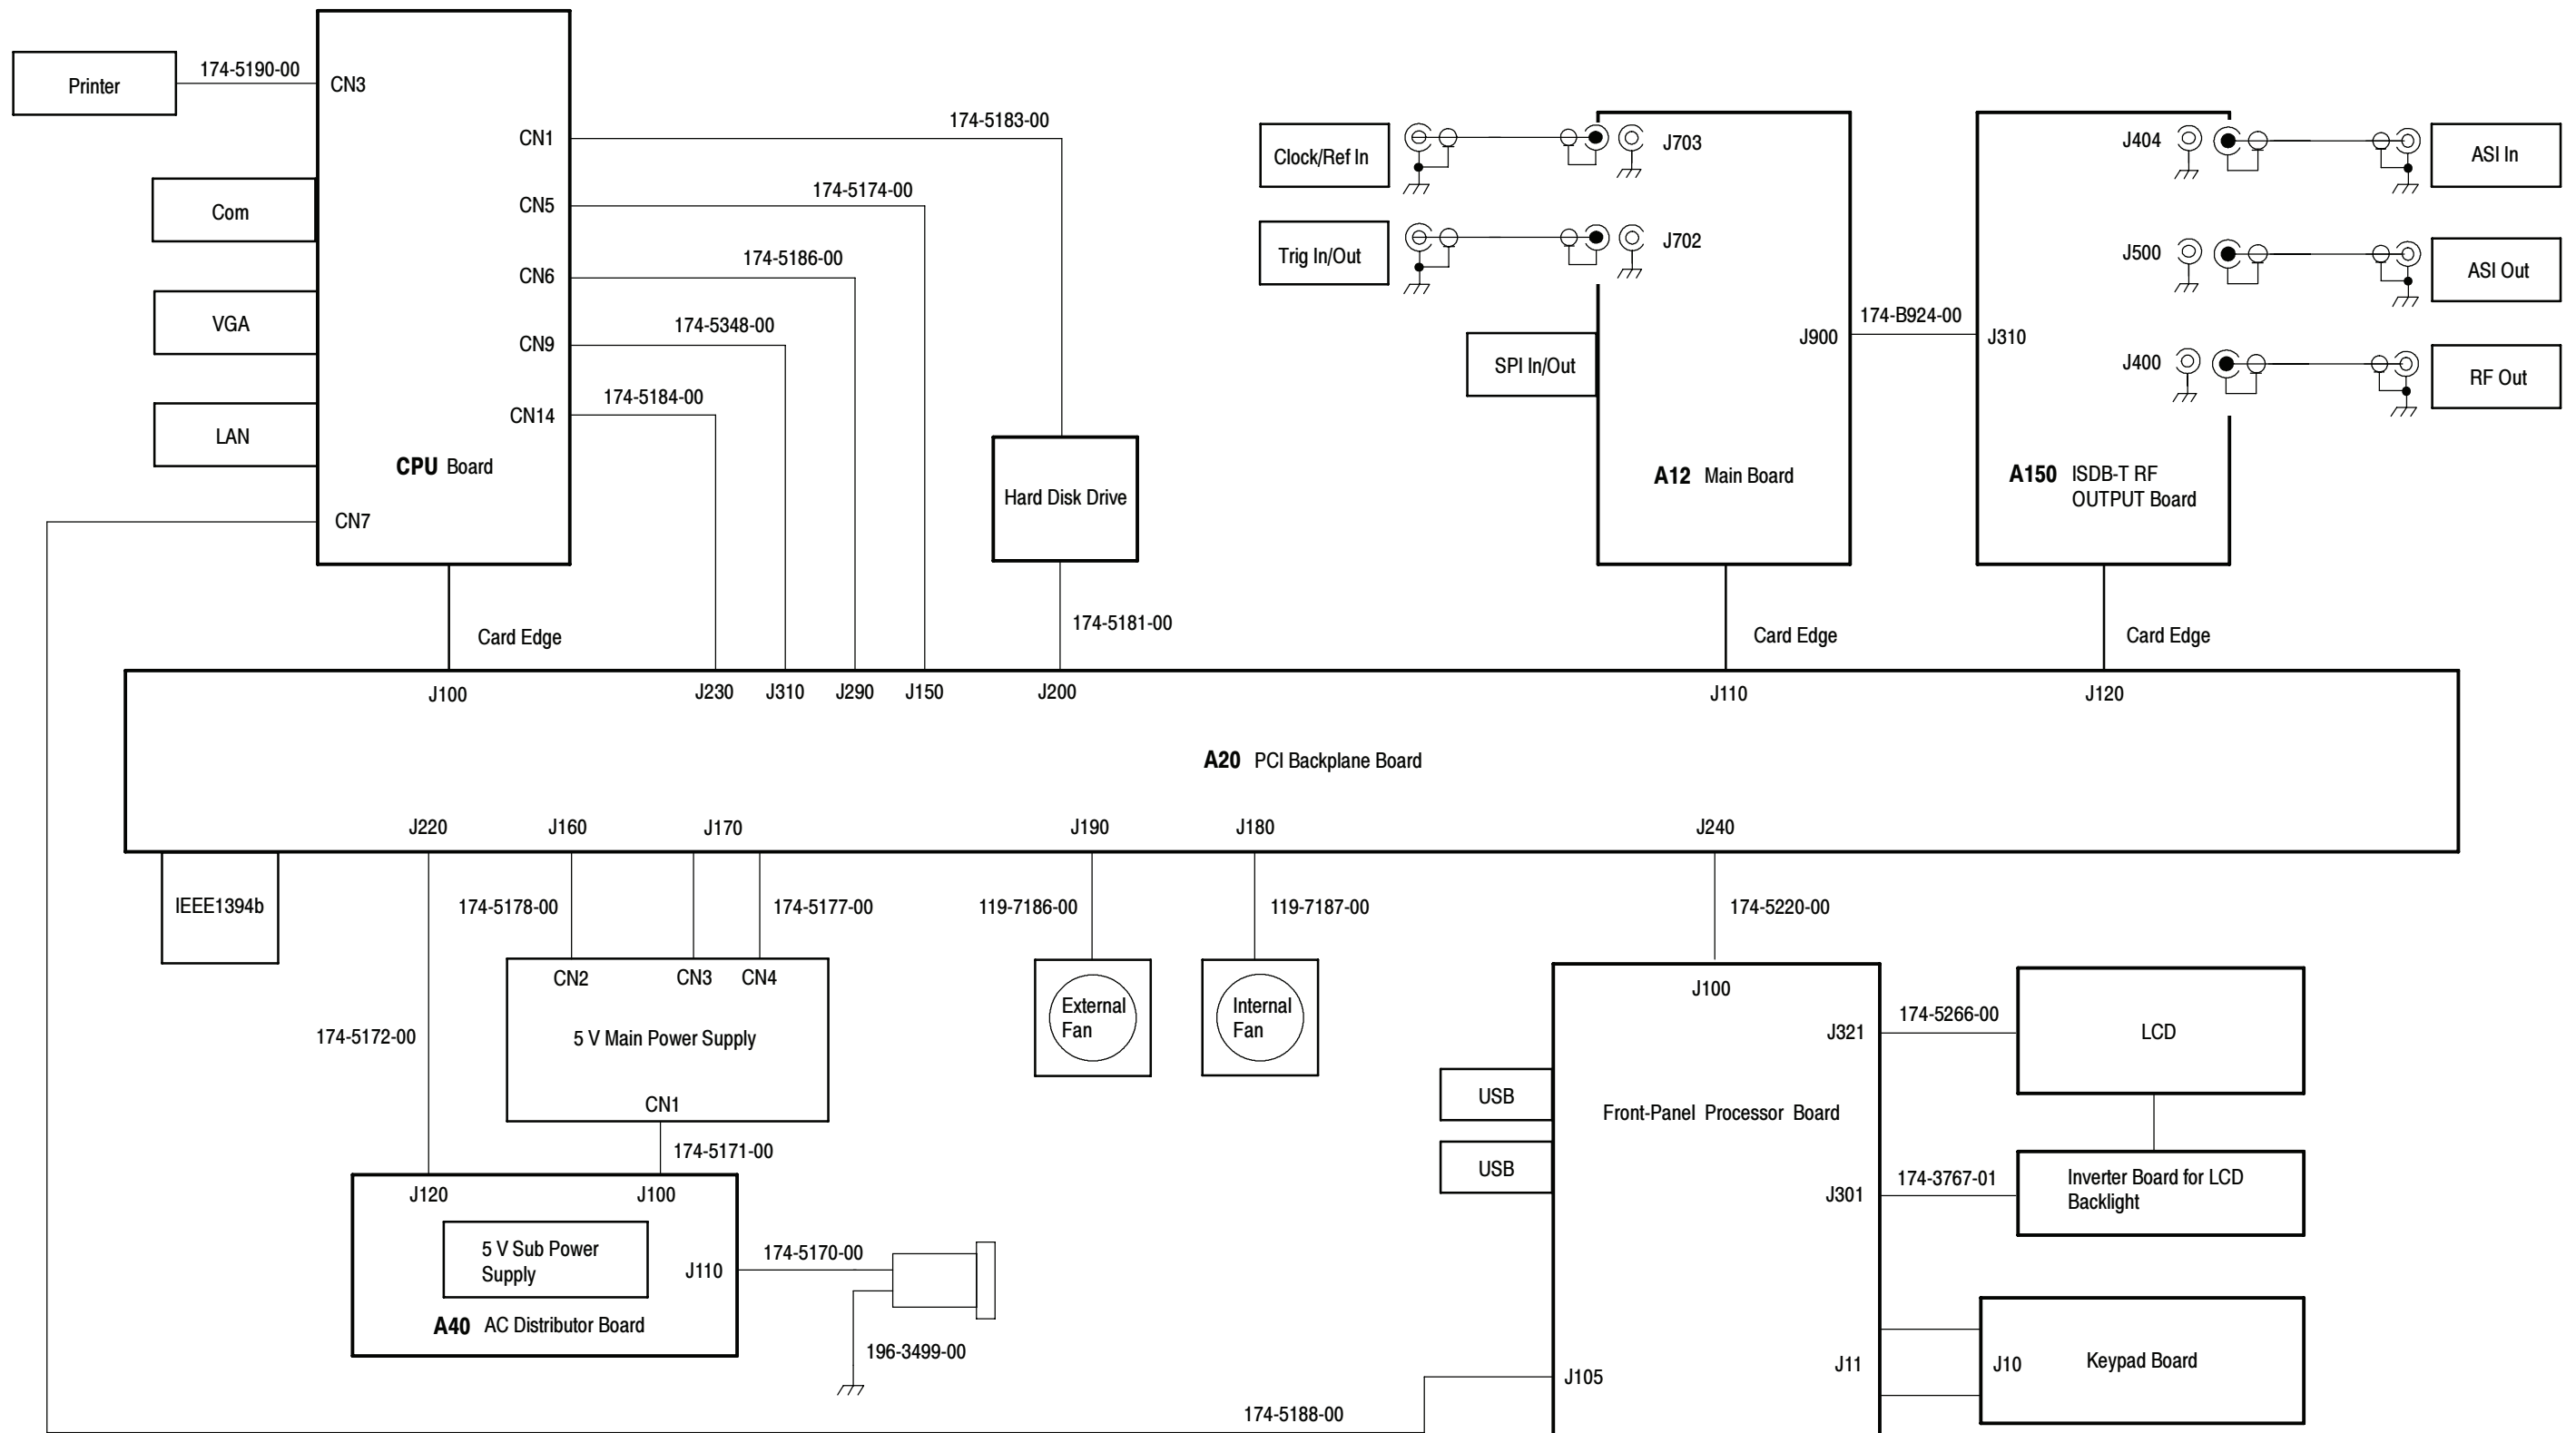 Printer
174-5190-00
CN3
CN1
174-5183-00
CN5
174-5174-00
Com
CN6
174-5186-00
VGA
CN9
174-5348-00
CN14
174-5184-00
LAN
CPU Board
CN7
Hard Disk Drive
Card Edge
174-5181-00
Clock/Ref In
J703
Trig In/Out
J702
SPI In/Out
J900
174-B924-00
J310
A12 Main Board
J404
ASI In
J500
ASI Out
J400
RF Out
A150 ISDB-T RF
OUTPUT Board
Card Edge
Card Edge
J100
J230
J310
J290
J150
J200
J110
J120
A20 PCI Backplane Board
J220
J160
J170
J190
J180
J240
IEEE1394b
174-5178-00
174-5177-00
119-7186-00
119-7187-00
174-5220-00
CN2
CN3
CN4
174-5172-00
5 V Main Power Supply
CN1
174-5171-00
External
Fan
Internal
Fan
J120
J100
5 V Sub Power
Supply
J110
174-5170-00
A40 AC Distributor Board
196-3499-00
J100
J321
174-5266-00
LCD
USB
Front-Panel Processor Board
USB
J301
174-3767-01
Inverter Board for LCD
Backlight
J11
J10
Keypad Board
J105
174-5188-00